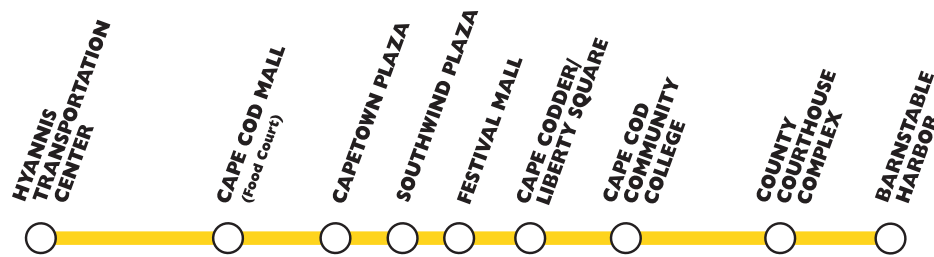 HYANNIS
TRANSPORTATION
CENTER
CAPE COD MALL
(Food Court)
CAPETOWN PLAZA
SOUTHWIND PLAZA
FESTIVAL MALL
CAPE CODDER/
LIBERTY SQUARE
CAPE COD
COMMUNITY
COLLEGE
COUNTY
COURTHOUSE
COMPLEX
BARNSTABLE
HARBOR